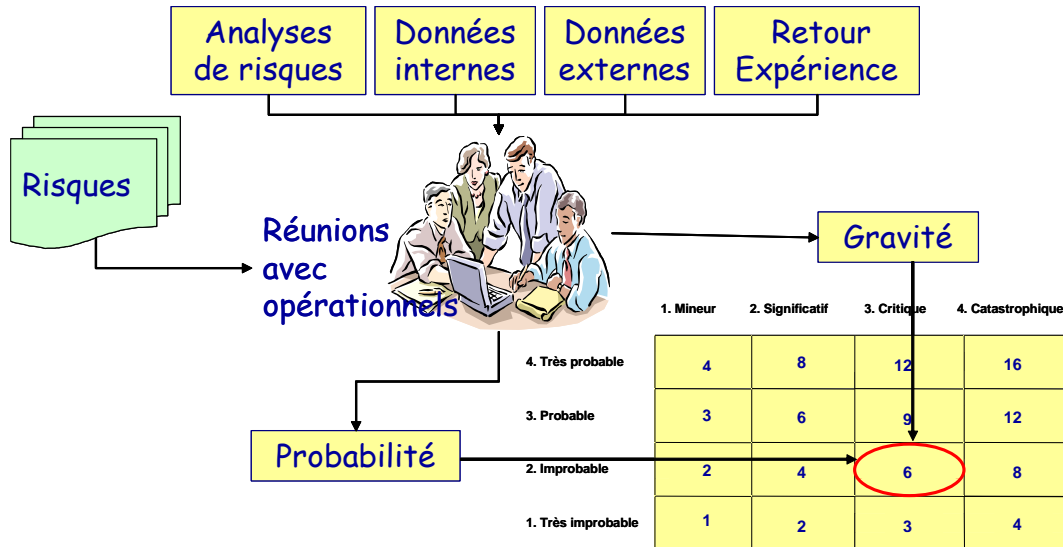 Analyses
de risques
Données
internes
Données
externes
Retour
Expérience
Risques
Réunions
avec
opérationnels
Gravité
1. Mineur 2. Significatif 3. Critique 4. Catastrophique
4. Très probable 4 8 12 16
3. Probable 3 6 9 12
Probabilité
2. Improbable 2 4 6 8
1. Très improbable 1 2 3 4